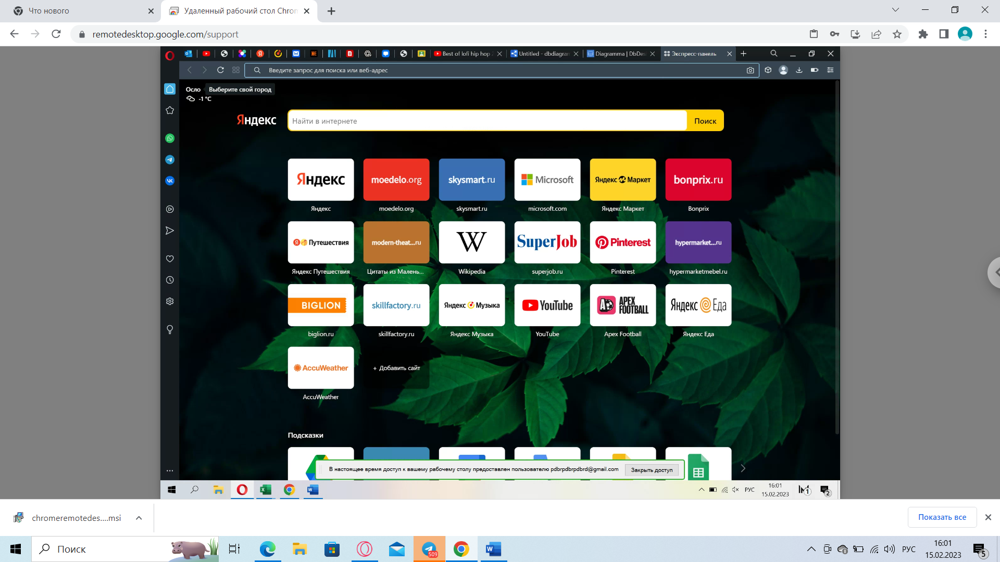 Что нового
Удаленный рабочий стол Chrom
remotedesktop.google.com/support
Best of lofi hip hop
Untitled - dbdiagram
Diagramma | DbDes
Экспресс-панель
Введите запрос для поиска или веб-адрес
Осло
Выберите свой город
-1 °C
Яндекс
Найти в интернете
Поиск
Яндекс
moedelo.org
skysmart.ru
Microsoft
Яндекс Маркет
bonprix.ru
Яндекс
moedelo.org
skysmart.ru
microsoft.com
Яндекс Маркет
Bonprix
Путешествия
modern-theat...ru
W
SuperJob
Pinterest
hypermarket...ru
Яндекс Путешествия
Цитаты из Малень...
Wikipedia
superjob.ru
Pinterest
hypermarketmebel.ru
BIGLION
skillfactory.ru
Яндекс Музыка
YouTube
APEX
FOOTBALL
Яндекс Еда
biglion.ru
skillfactory.ru
Яндекс Музыка
YouTube
Apex Football
Яндекс Еда
AccuWeather
+ Добавить сайт
AccuWeather
Подсказки
В настоящее время доступ к вашему рабочему столу предоставлен пользователю pdbrpdbrpdbrd@gmail.com
Закрыть доступ
РУС
16:01
15.02.2023
1
2
chromeremotedes....msi
Показать все
Поиск
509
РУС
16:01
15.02.2023
5